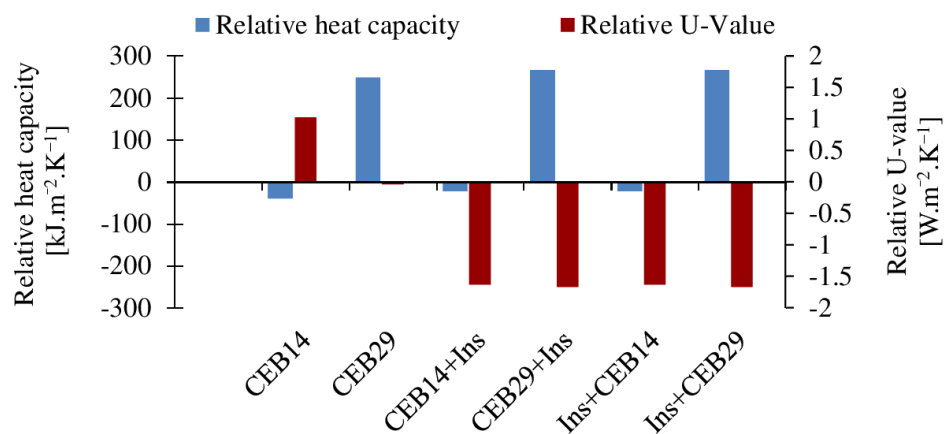 Relative heat capacity
Relative U-Value
Relative heat capacity
[kJ.m⁻².K⁻¹]
300
200
100
0
-100
-200
-300
2
1.5
1
0.5
0
-0.5
-1
-1.5
-2
Relative U-value
[W.m⁻².K⁻¹]
CEB14
CEB29
CEB14+Ins
CEB29+Ins
Ins+CEB14
Ins+CEB29